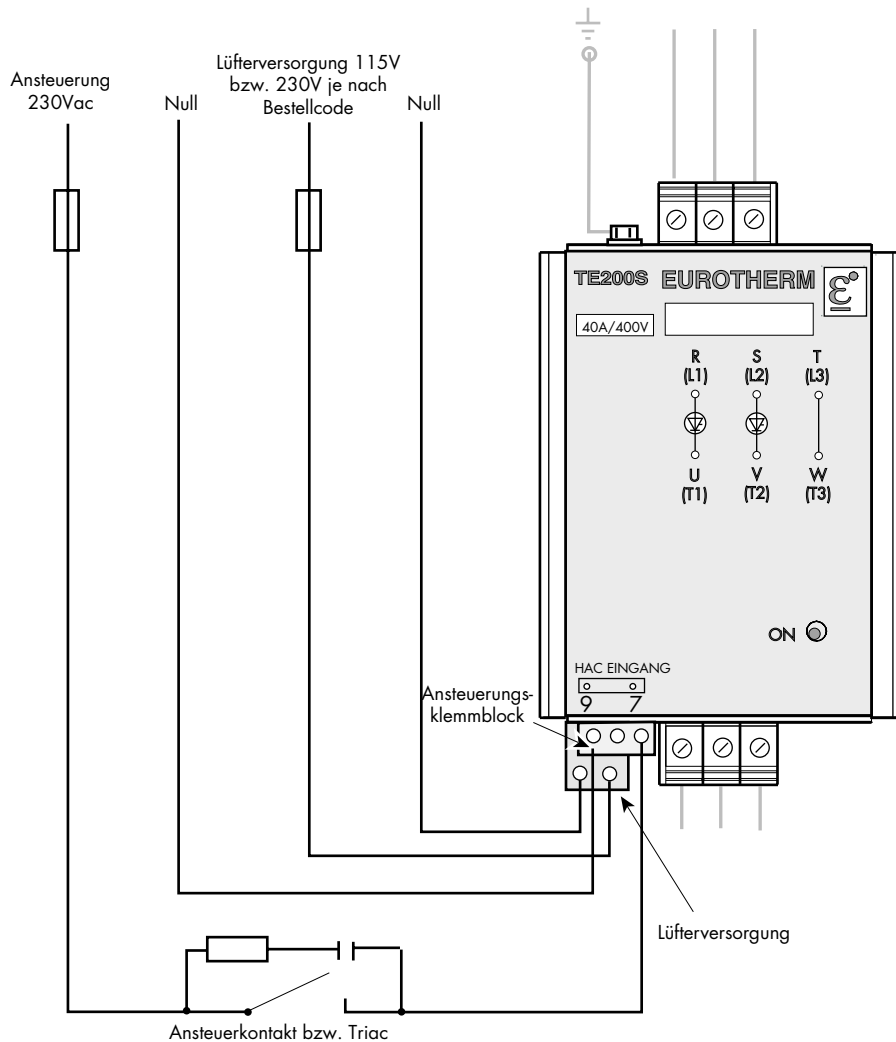 Ansteuerung
230Vac
Null
Lüfterversorgung 115V
bzw. 230V je nach
Bestellcode
Null
TE200S EUROTHERM
40A/400V
R S T
(L1) (L2) (L3)
U V W
(T1) (T2) (T3)
ON
HAC EINGANG
9 7
Ansteuerungs-
klemmblock
Lüfterversorgung
Ansteuerkontakt bzw. Triac